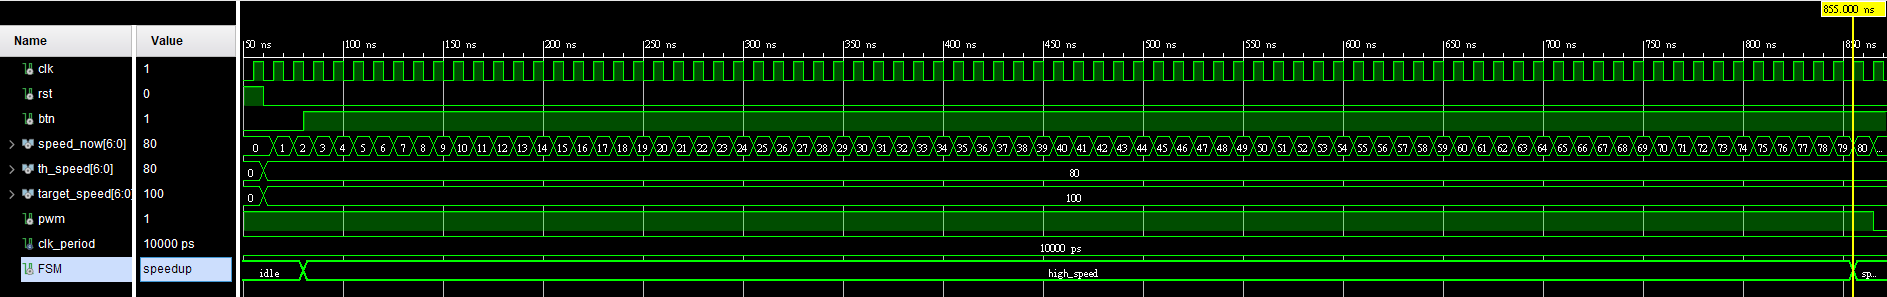 855.000 ns
Name Value
50 ns 100 ns 150 ns 200 ns 250 ns 300 ns 350 ns 400 ns 450 ns 500 ns 550 ns 600 ns 650 ns 700 ns 750 ns 800 ns 850 ns
clk 1
rst 0
btn 1
speed_now[6:0] 80 0 1 2 3 4 5 6 7 8 9 10 11 12 13 14 15 16 17 18 19 20 21 22 23 24 25 26 27 28 29 30 31 32 33 34 35 36 37 38 39 40 41 42 43 44 45 46 47 48 49 50 51 52 53 54 55 56 57 58 59 60 61 62 63 64 65 66 67 68 69 70 71 72 73 74 75 76 77 78 79 80 ...
th_speed[6:0] 80 0 80
target_speed[6:0] 100 0 100
pwm 1
clk_period 10000 ps 10000 ps
FSM speedup idle high_speed sp...